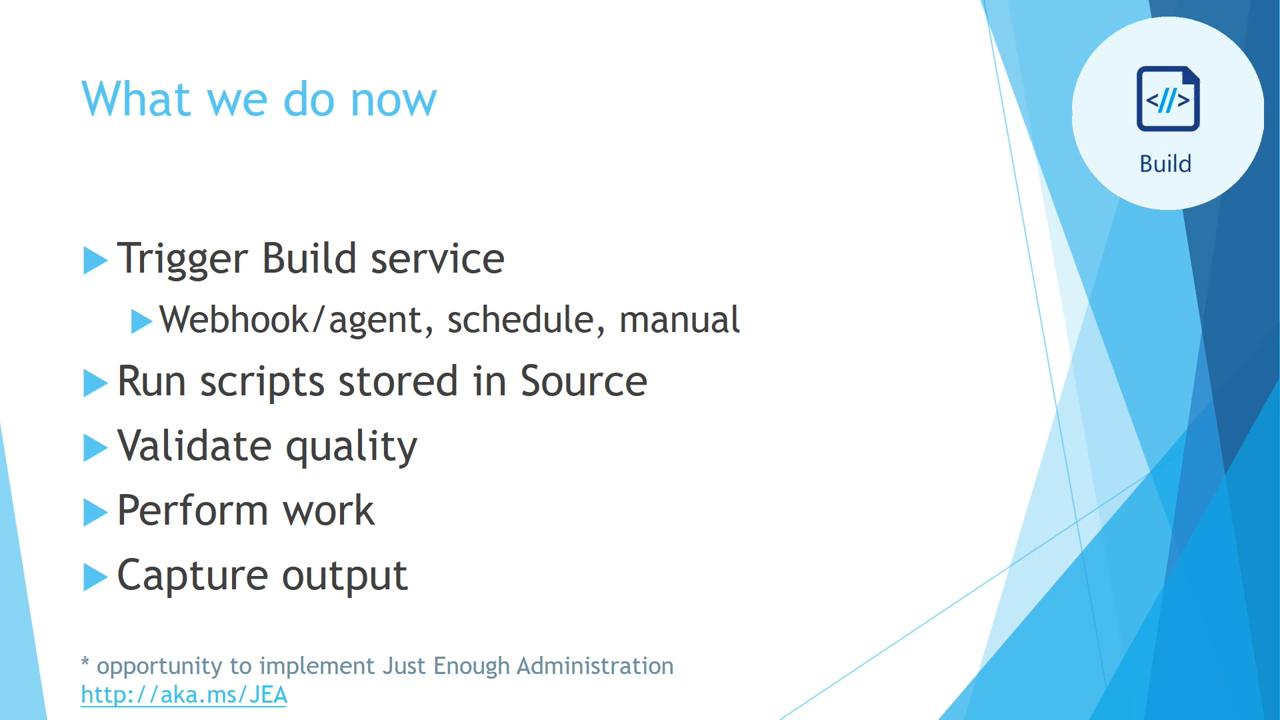 What we do now
Build
Trigger Build service
Webhook/agent, schedule, manual
Run scripts stored in Source
Validate quality
Perform work
Capture output
* opportunity to implement Just Enough Administration
http://aka.ms/JEA